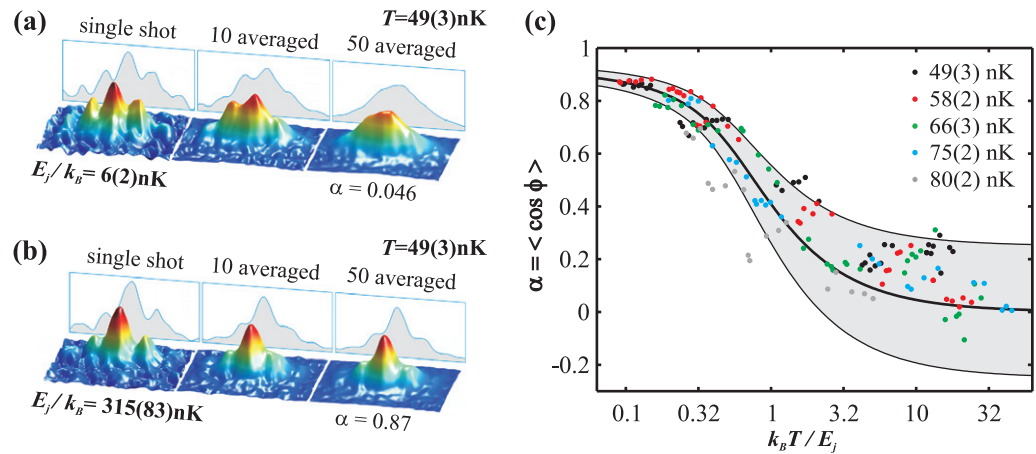 (a)
T=49(3)nK
single shot
10 averaged
50 averaged
E_j / k_B = 6(2)nK
α = 0.046
(b)
T=49(3)nK
single shot
10 averaged
50 averaged
E_j / k_B = 315(83)nK
α = 0.87
(c)
1
0.8
0.6
0.4
0.2
0
-0.2
α = < cos ϕ >
49(3) nK
58(2) nK
66(3) nK
75(2) nK
80(2) nK
0.1 0.32 1 3.2 10 32
k_B T / E_j